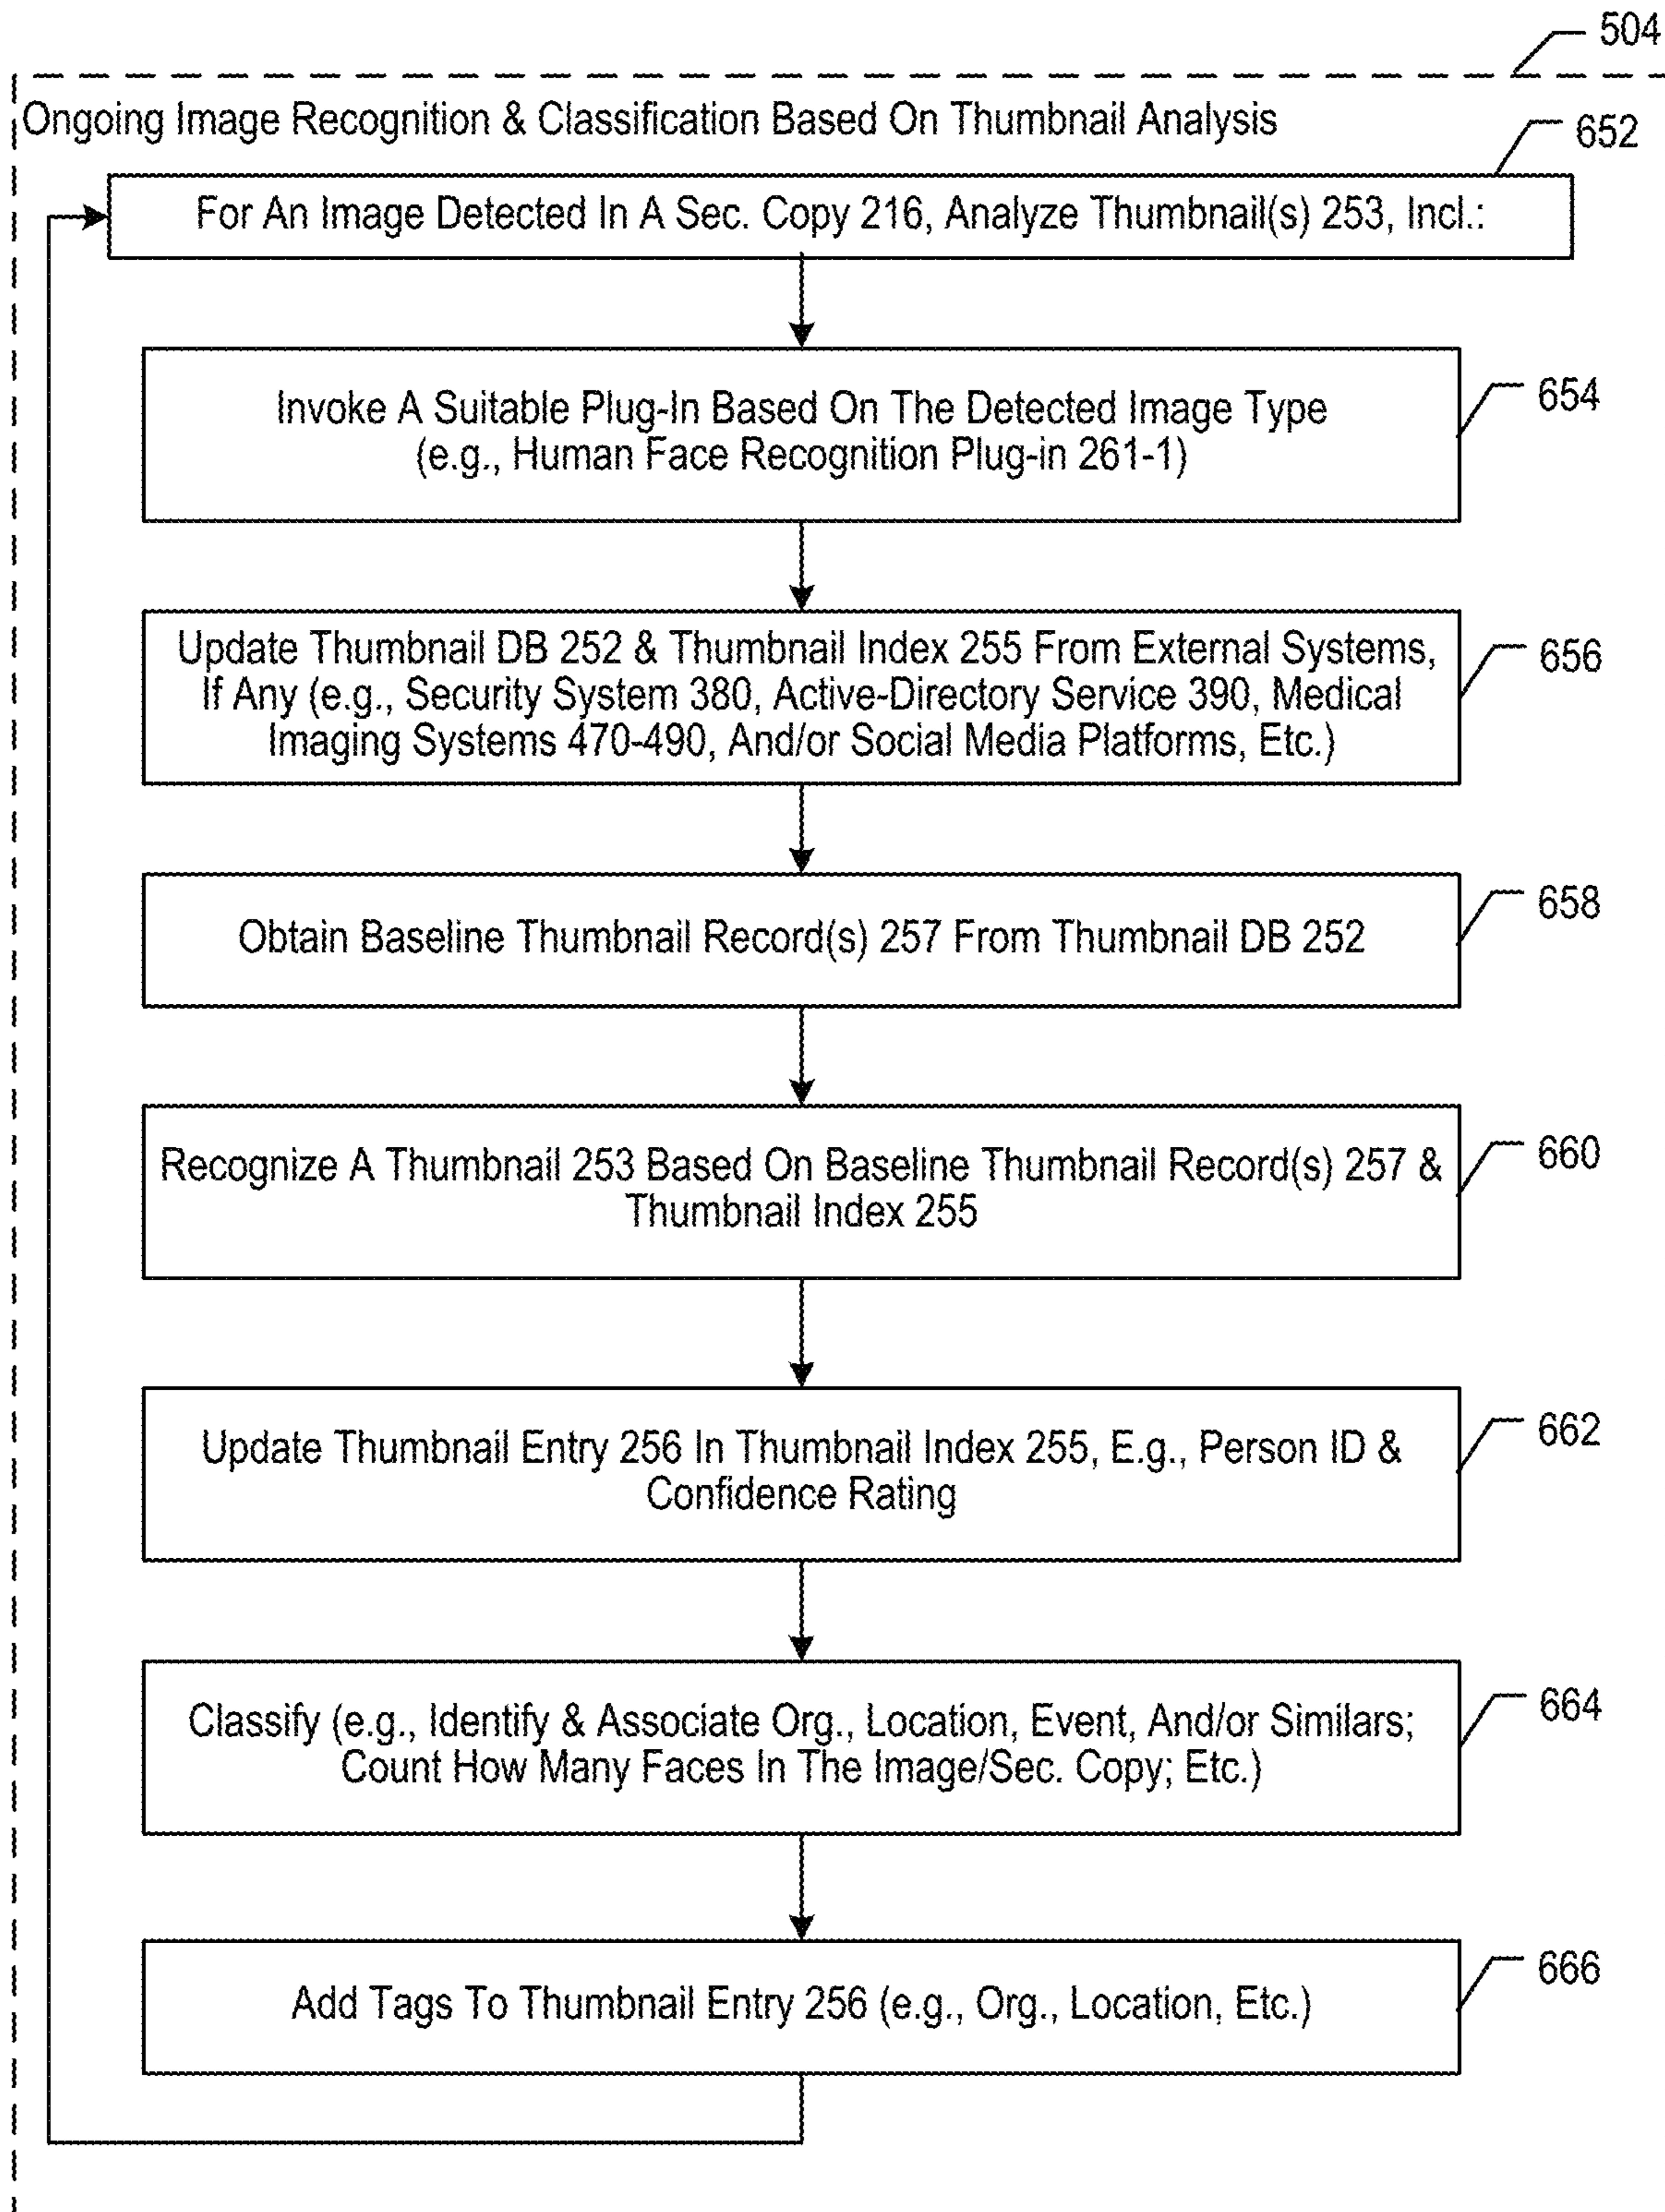 504
Ongoing Image Recognition & Classification Based On Thumbnail Analysis
652
For An Image Detected In A Sec. Copy 216, Analyze Thumbnail(s) 253, Incl.:
Invoke A Suitable Plug-In Based On The Detected Image Type
(e.g., Human Face Recognition Plug-in 261-1)
654
Update Thumbnail DB 252 & Thumbnail Index 255 From External Systems,
If Any (e.g., Security System 380, Active-Directory Service 390, Medical
Imaging Systems 470-490, And/or Social Media Platforms, Etc.)
656
Obtain Baseline Thumbnail Record(s) 257 From Thumbnail DB 252
658
Recognize A Thumbnail 253 Based On Baseline Thumbnail Record(s) 257 &
Thumbnail Index 255
660
Update Thumbnail Entry 256 In Thumbnail Index 255, E.g., Person ID &
Confidence Rating
662
Classify (e.g., Identify & Associate Org., Location, Event, And/or Similars;
Count How Many Faces In The Image/Sec. Copy; Etc.)
664
Add Tags To Thumbnail Entry 256 (e.g., Org., Location, Etc.)
666